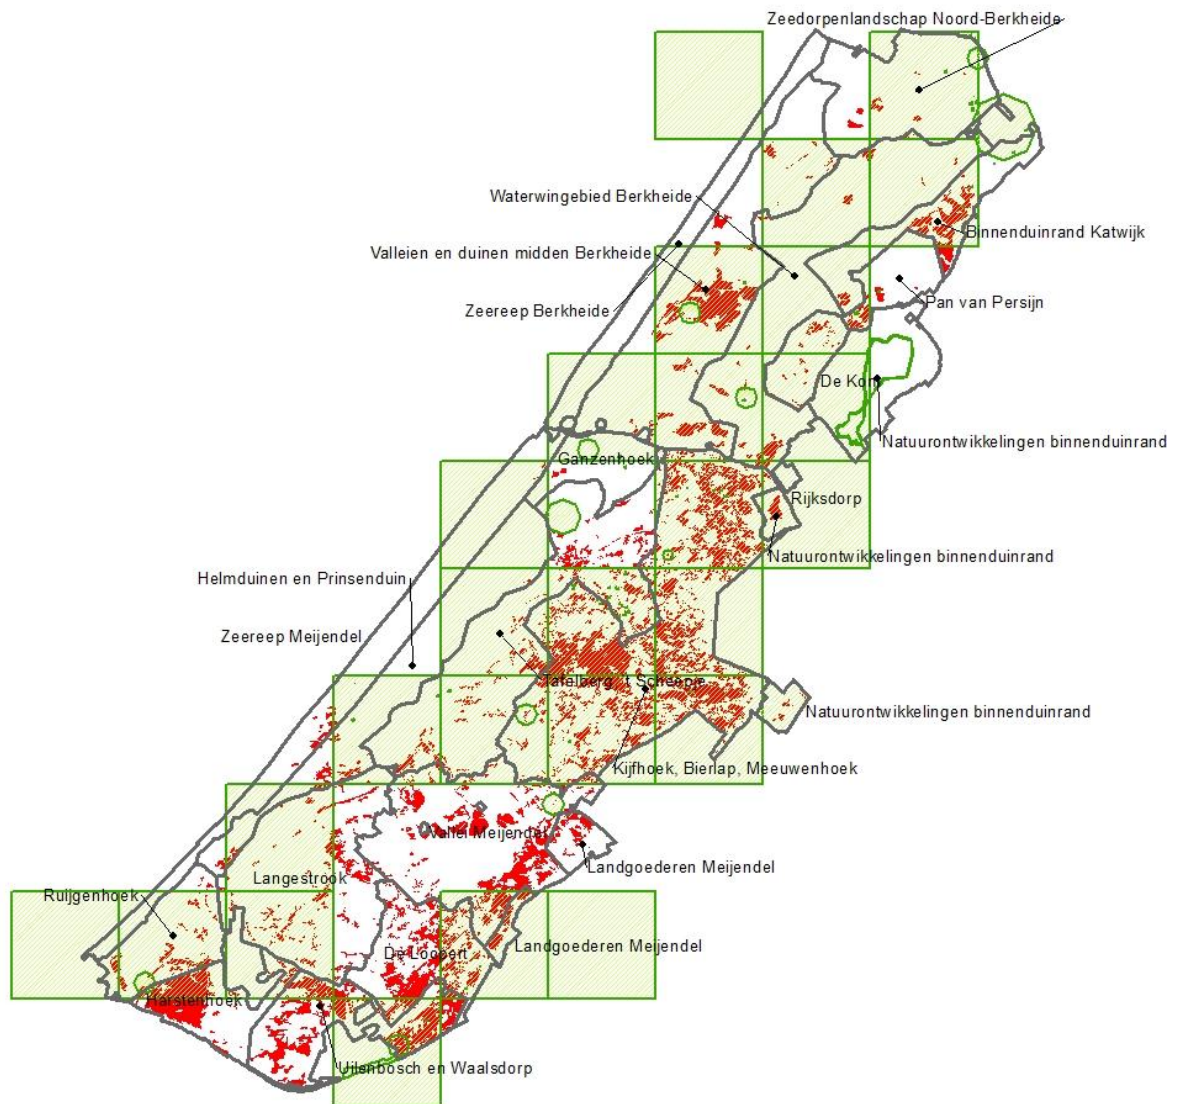 Zeedorpenlandschap Noord-Berkheide
Waterwingebied Berkheide
Binnenduinrand Katwijk
Valleien en duinen midden Berkheide
Pan van Persijn
Zeereep Berkheide
De Kom
Natuurontwikkelingen binnenduinrand
Ganzenhoek
Rijksdorp
Natuurontwikkelingen binnenduinrand
Helmduinen en Prinsenduin
Zeereep Meijendel
Tafelberg, 't Scheepje
Natuurontwikkelingen binnenduinrand
Kijfhoek, Bierlap, Meeuwenhoek
Vallei Meijendel
Landgoederen Meijendel
Langestrook
Ruijgenhoek
Landgoederen Meijendel
De Loopert
Harstenhoek
Uilenbosch en Waalsdorp